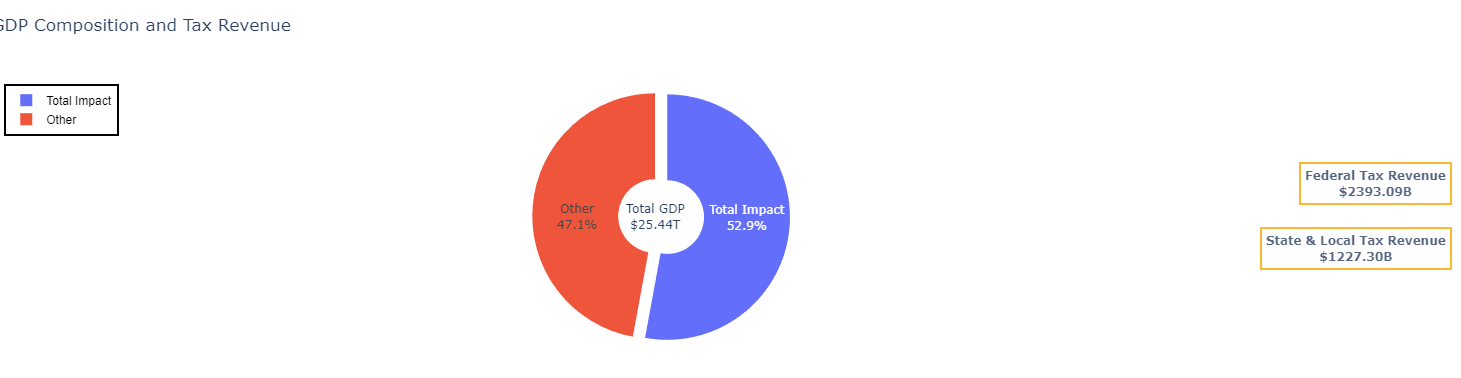 GDP Composition and Tax Revenue
Total Impact
Other
Other
47.1%
Total GDP
$25.44T
Total Impact
52.9%
Federal Tax Revenue
$2393.09B
State & Local Tax Revenue
$1227.30B